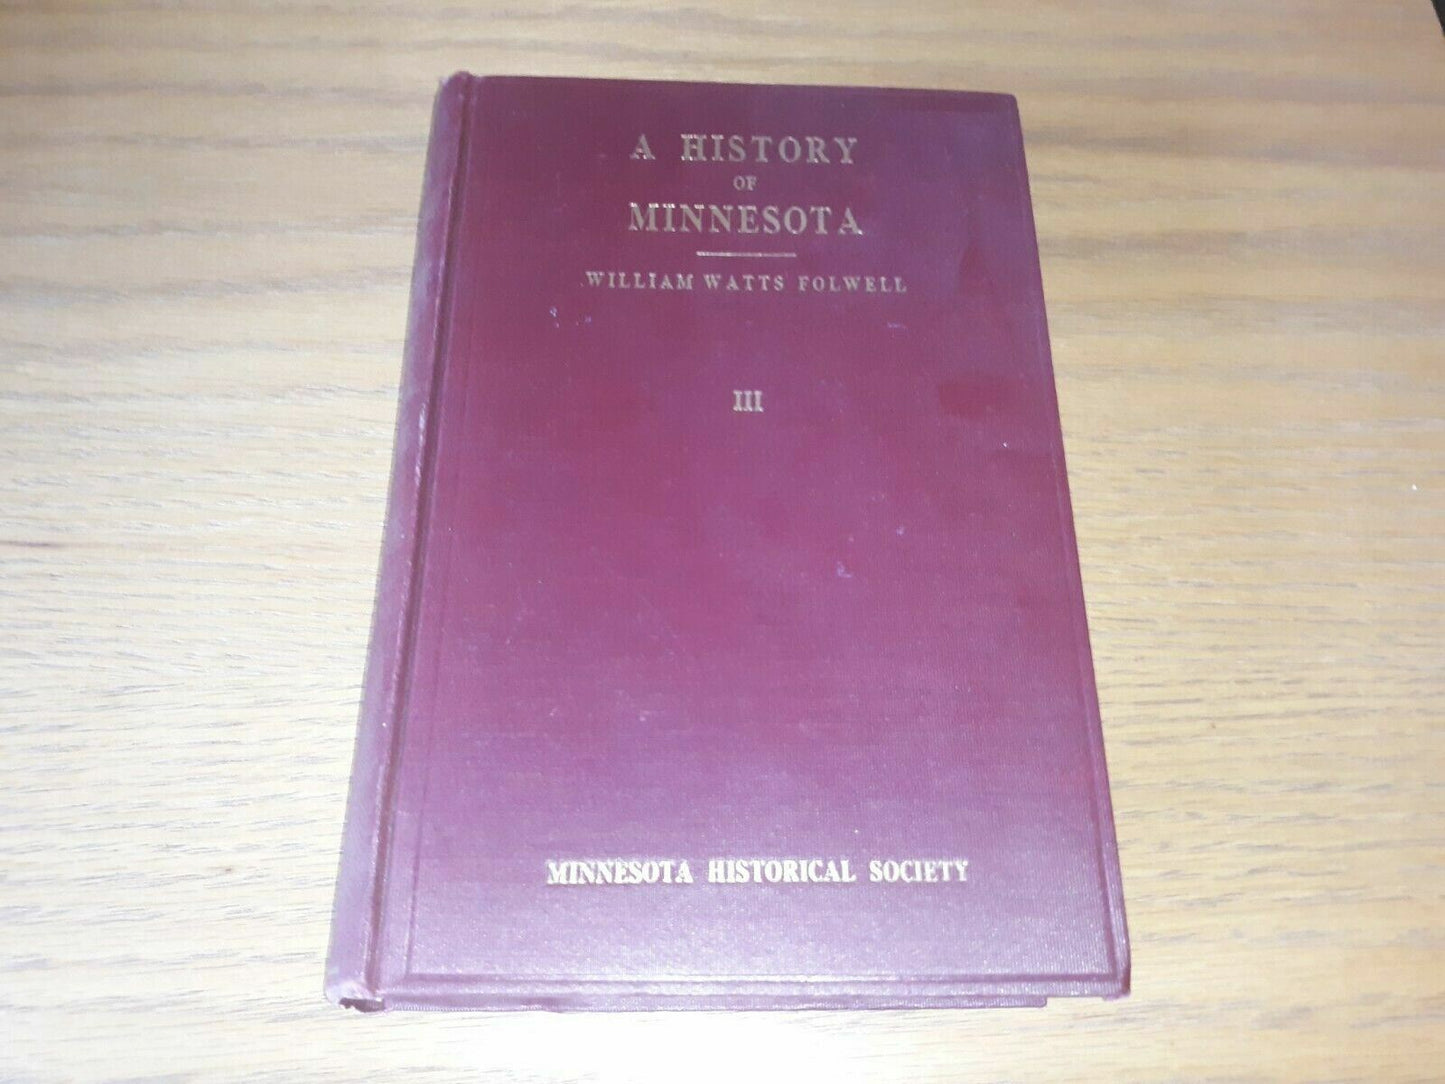 A HISTORY
OF
MINNESOTA
WILLIAM WATTS FOLWELL
III
MINNESOTA HISTORICAL SOCIETY